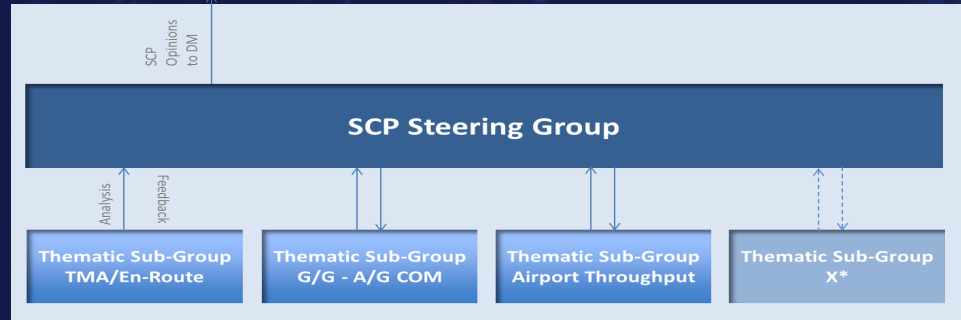 SCP
Opinions
to DM
SCP Steering Group
Analysis
Feedback
Thematic Sub-Group
TMA/En-Route
Thematic Sub-Group
G/G - A/G COM
Thematic Sub-Group
Airport Throughput
Thematic Sub-Group
X*